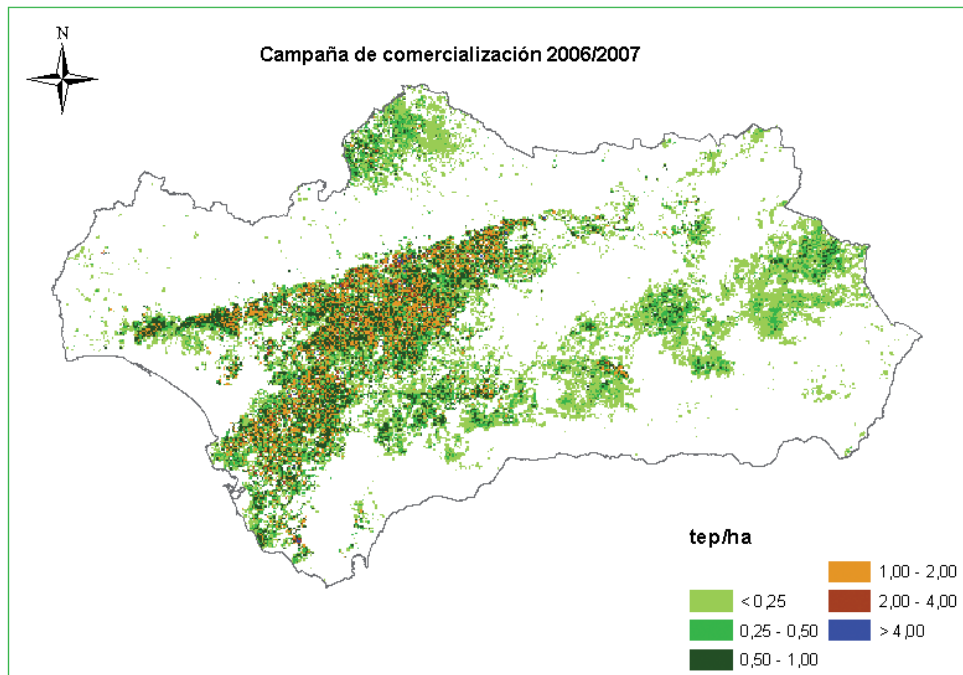 N
Campaña de comercialización 2006/2007
tep/ha
< 0,25
0,25 - 0,50
0,50 - 1,00
1,00 - 2,00
2,00 - 4,00
> 4,00